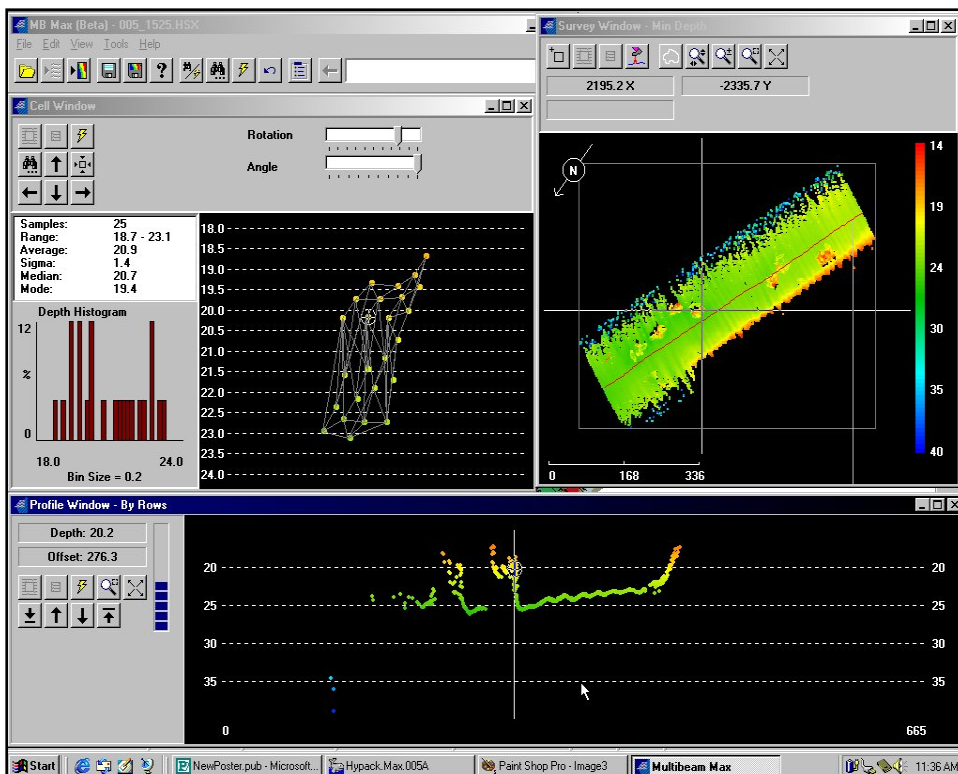 MB Max (Beta) - 005_1525.HSX
File Edit View Tools Help
Cell Window
Rotation
Angle
Samples: 25
Range: 18.7 - 23.1
Average: 20.9
Sigma: 1.4
Median: 20.7
Mode: 19.4
Depth Histogram
12
%
0
18.0 24.0
Bin Size = 0.2
18.0
18.5
19.0
19.5
20.0
20.5
21.0
21.5
22.0
22.5
23.0
23.5
24.0
Survey Window - Min Depth
2195.2 X -2335.7 Y
N
14
19
24
30
35
40
0 168 336
Profile Window - By Rows
Depth: 20.2
Offset: 276.3
20 20
25 25
30 30
35 35
0 665
Start NewPoster.pub - Microsoft... Hypack.Max.005A Paint Shop Pro - Image3 Multibeam Max 11:36 AM